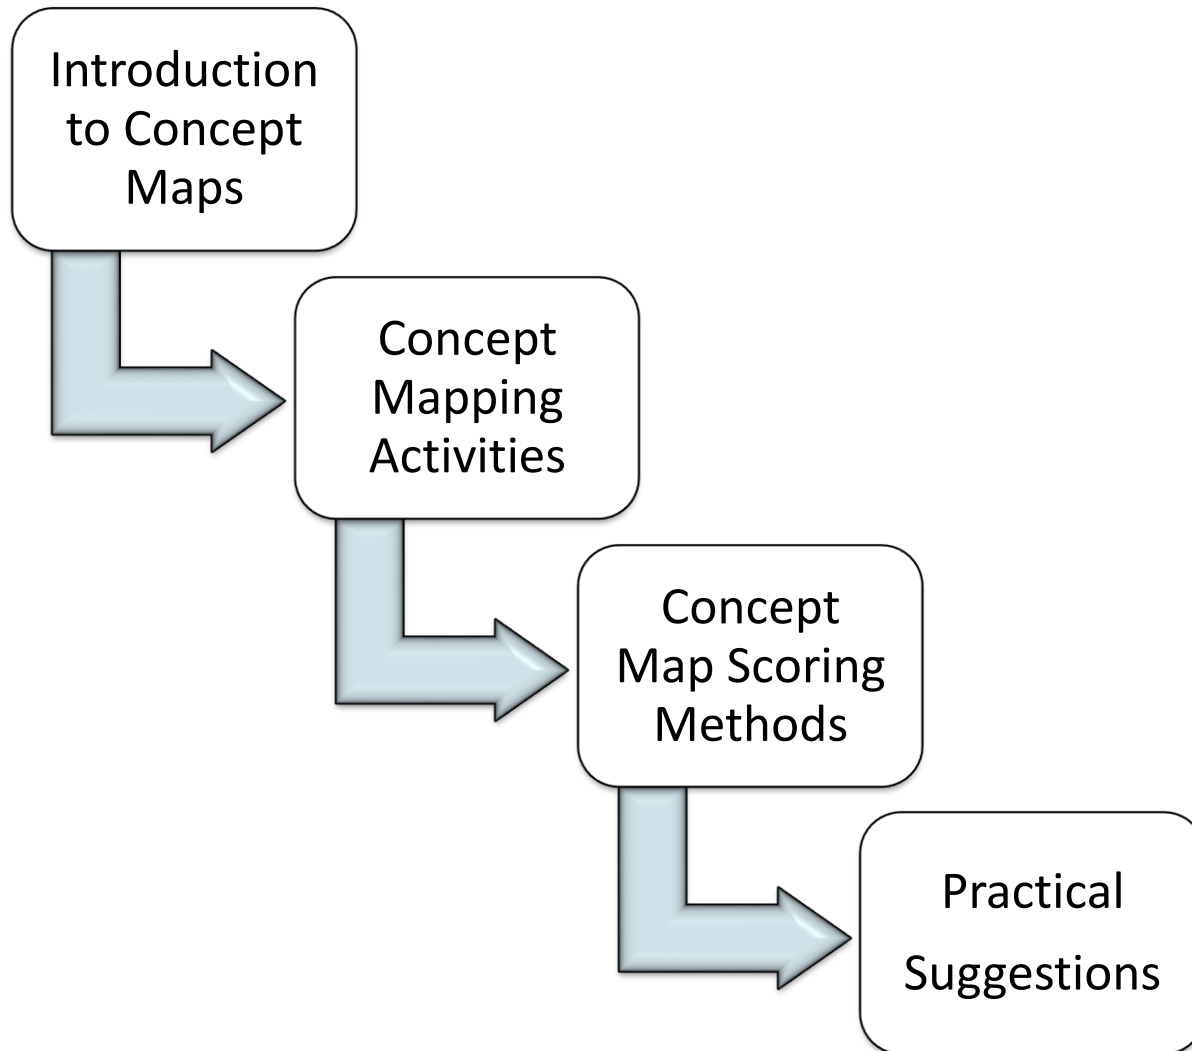 Introduction
to Concept
Maps
Concept
Mapping
Activities
Concept
Map Scoring
Methods
Practical
Suggestions